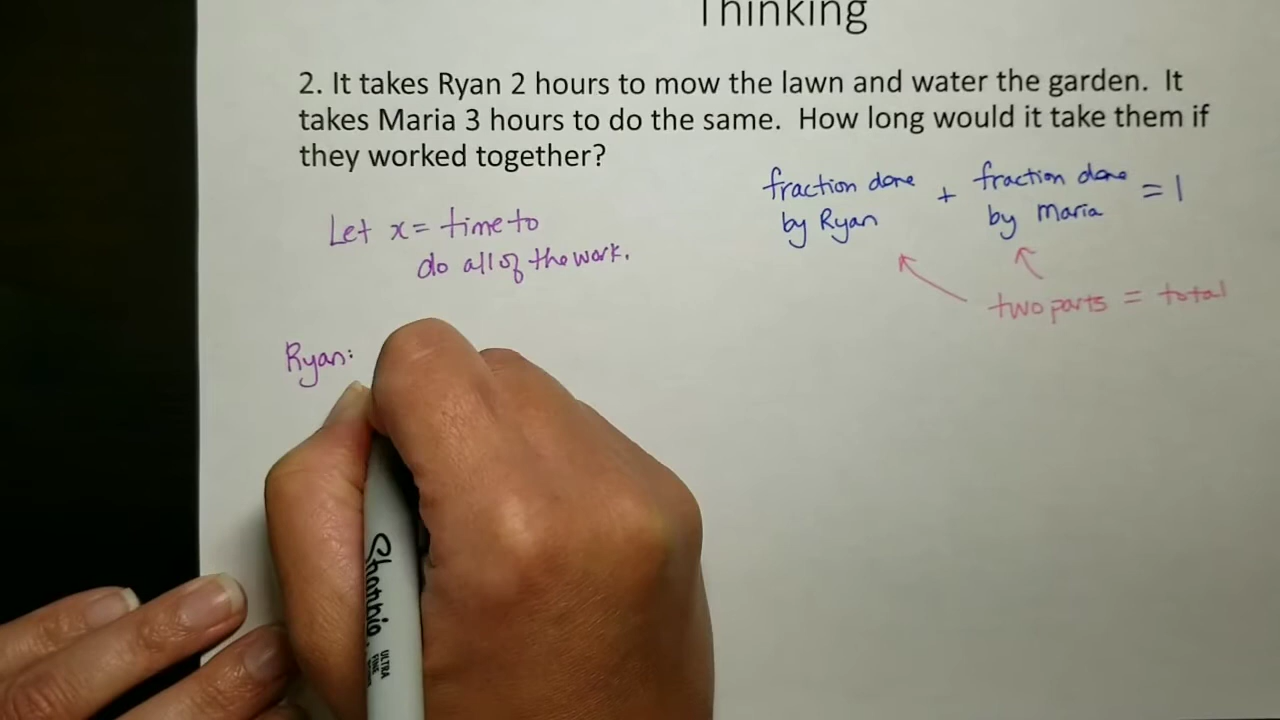 Thinking
2. It takes Ryan 2 hours to mow the lawn and water the garden. It
takes Maria 3 hours to do the same. How long would it take them if
they worked together?
fraction done + fraction done = 1
by Ryan by Maria
Let x = time to
do all of the work.
two parts = total
Ryan:
Sharpie
ULTRA
FINE